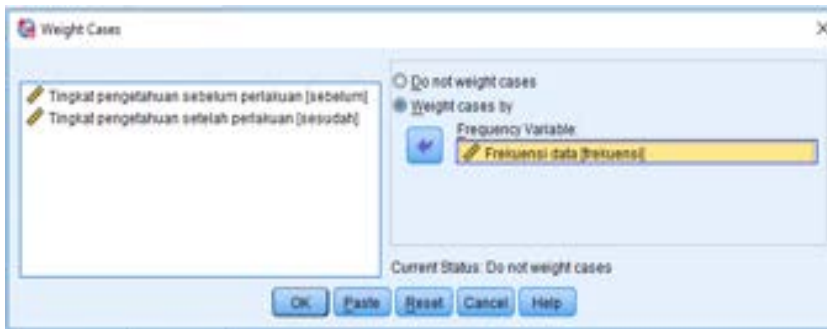 Weight Cases
Tingkat pengetahuan sebelum perlakuan [sebelum]
Tingkat pengetahuan setelah perlakuan [sesudah]
Do not weight cases
Weight cases by
Frequency Variable:
Frekuensi data [frekuensi]
Current Status: Do not weight cases
OK Paste Reset Cancel Help